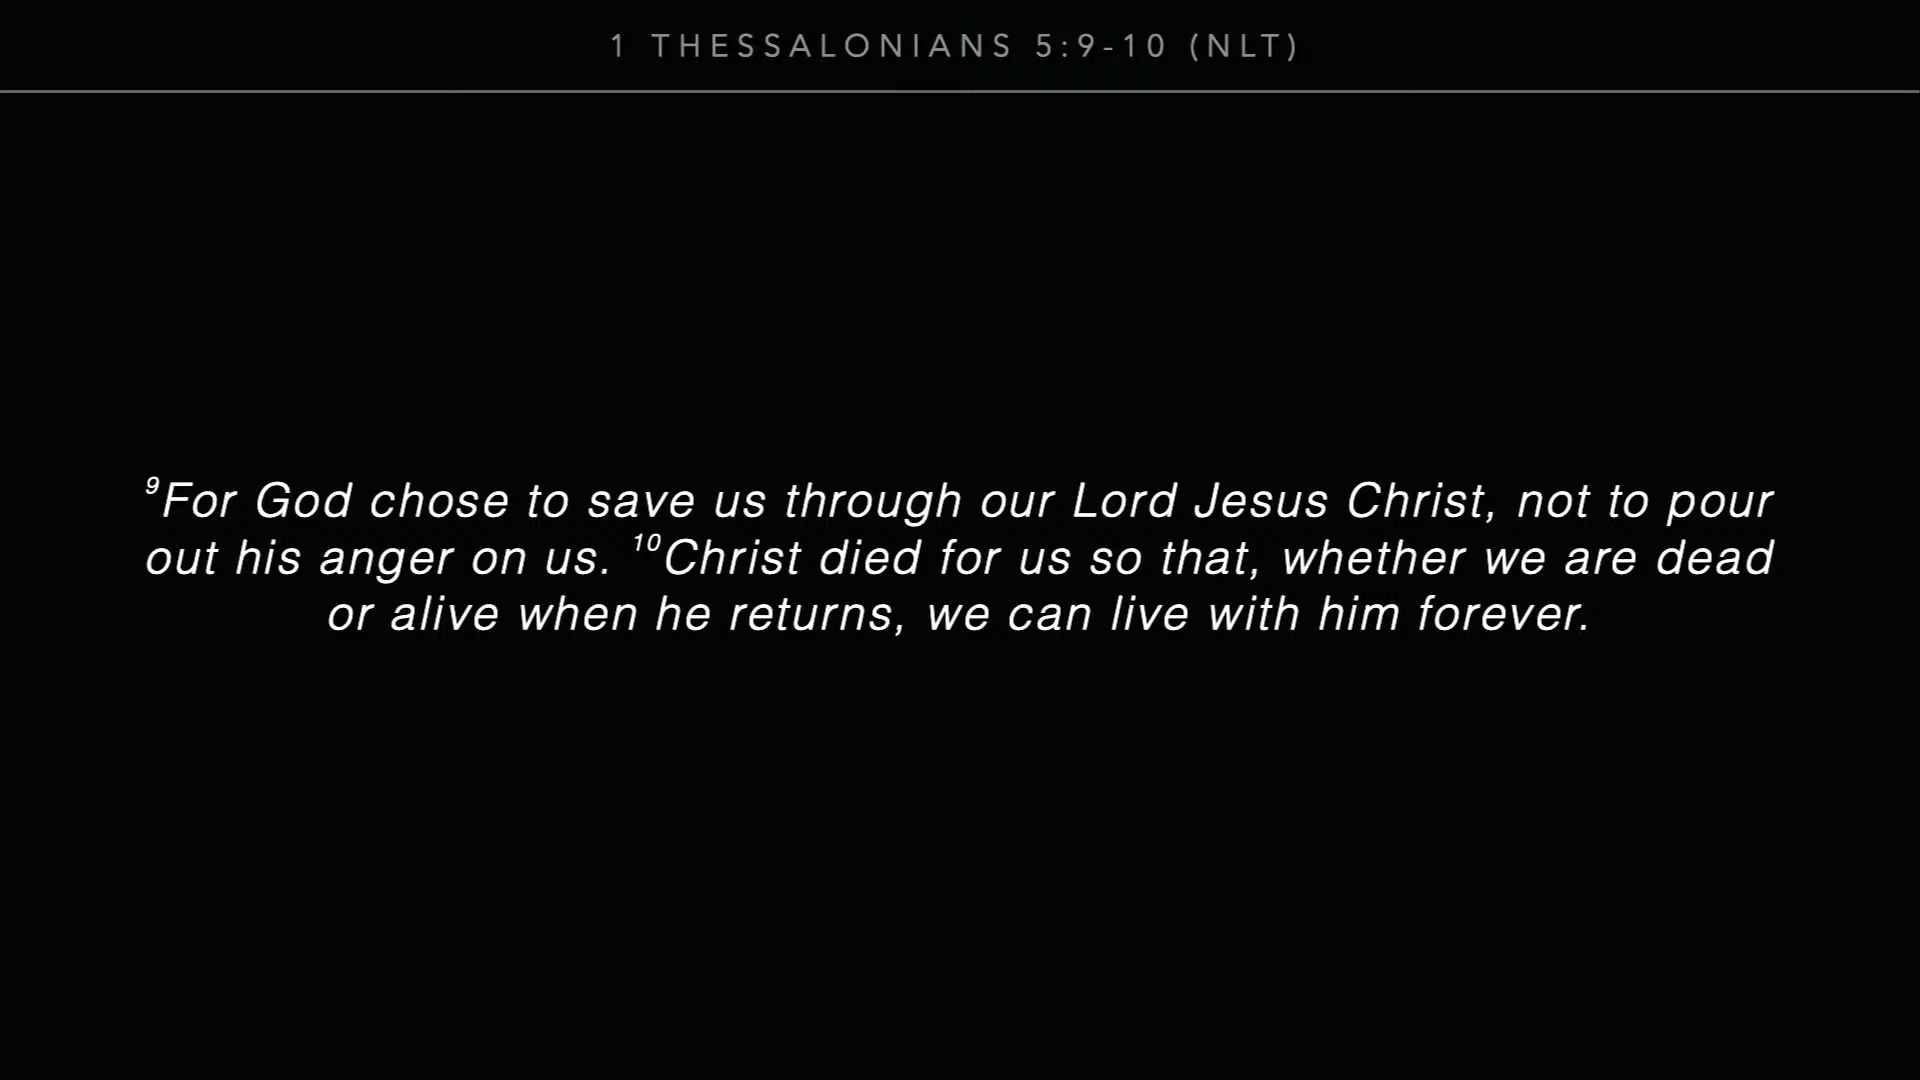 1 THESSALONIANS 5:9-10 (NLT)
⁹For God chose to save us through our Lord Jesus Christ, not to pour
out his anger on us. ¹⁰Christ died for us so that, whether we are dead
or alive when he returns, we can live with him forever.